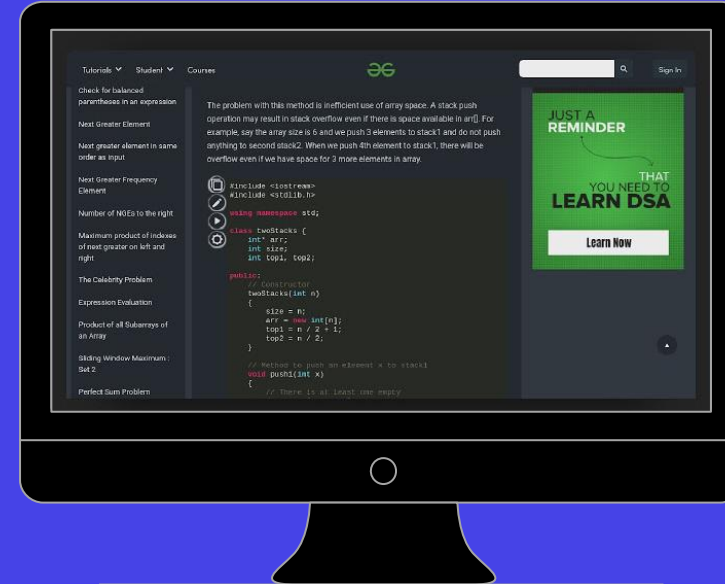 Tutorials Student Courses
Sign In
Check for balanced
parentheses in an expression
Next Greater Element
Next greater element in same
order as input
Next Greater Frequency
Element
Number of NGEs to the right
Maximum product of indexes
of next greater on left and
right
The Celebrity Problem
Expression Evaluation
Product of all Subarrays of
an Array
Sliding Window Maximum :
Set 2
Perfect Sum Problem
The problem with this method is inefficient use of array space. A stack push
operation may result in stack overflow even if there is space available in arr[]. For
example, say the array size is 6 and we push 3 elements to stack1 and do not push
anything to second stack2. When we push 4th element to stack1, there will be
overflow even if we have space for 3 more elements in array.
#include <iostream>
#include <stdlib.h>
using namespace std;
class twoStacks {
int* arr;
int size;
int top1, top2;
public:
// Constructor
twoStacks(int n)
{
size = n;
arr = new int[n];
top1 = n / 2 + 1;
top2 = n / 2;
}
// Method to push an element x to stack1
void push1(int x)
{
// There is at least one empty
JUST A
REMINDER
THAT
YOU NEED TO
LEARN DSA
Learn Now